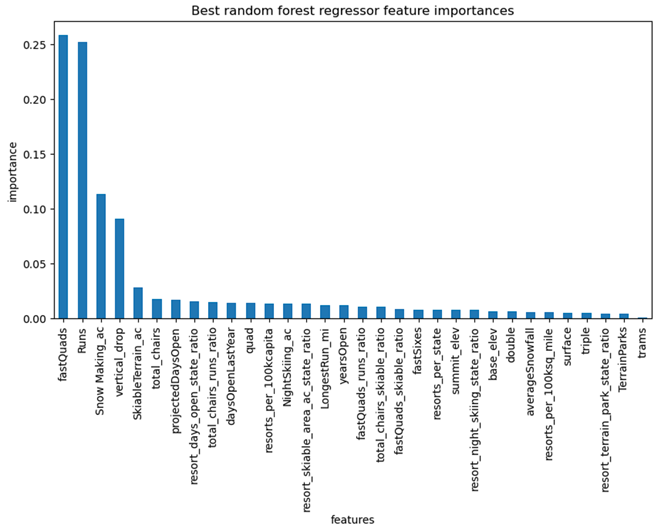 Best random forest regressor feature importances
importance
0.25
0.20
0.15
0.10
0.05
0.00
fastQuads
Runs
Snow Making_ac
vertical_drop
SkiableTerrain_ac
total_chairs
projectedDaysOpen
resort_days_open_state_ratio
total_chairs_runs_ratio
daysOpenLastYear
quad
resorts_per_100kcapita
NightSkiing_ac
resort_skiable_area_ac_state_ratio
LongestRun_mi
yearsOpen
fastQuads_runs_ratio
total_chairs_skiable_ratio
fastQuads_skiable_ratio
fastSixes
resorts_per_state
summit_elev
resort_night_skiing_state_ratio
base_elev
double
averageSnowfall
resorts_per_100ksq_mile
surface
triple
resort_terrain_park_state_ratio
TerrainParks
trams
features